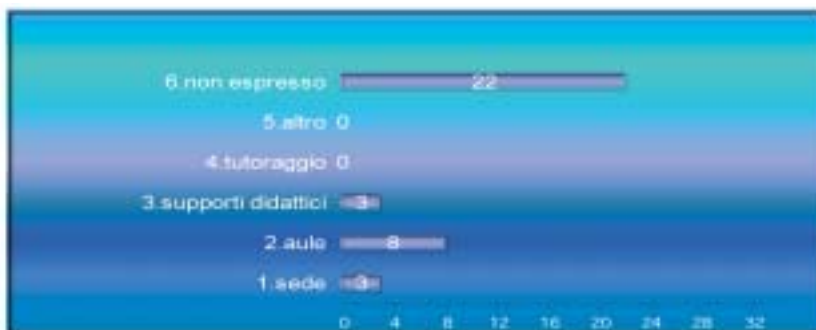 6.non espresso 22
5.altro 0
4.tutoraggio 0
3.supporti didattici 3
2.aule 8
1.sede 3
0 4 8 12 16 20 24 28 32